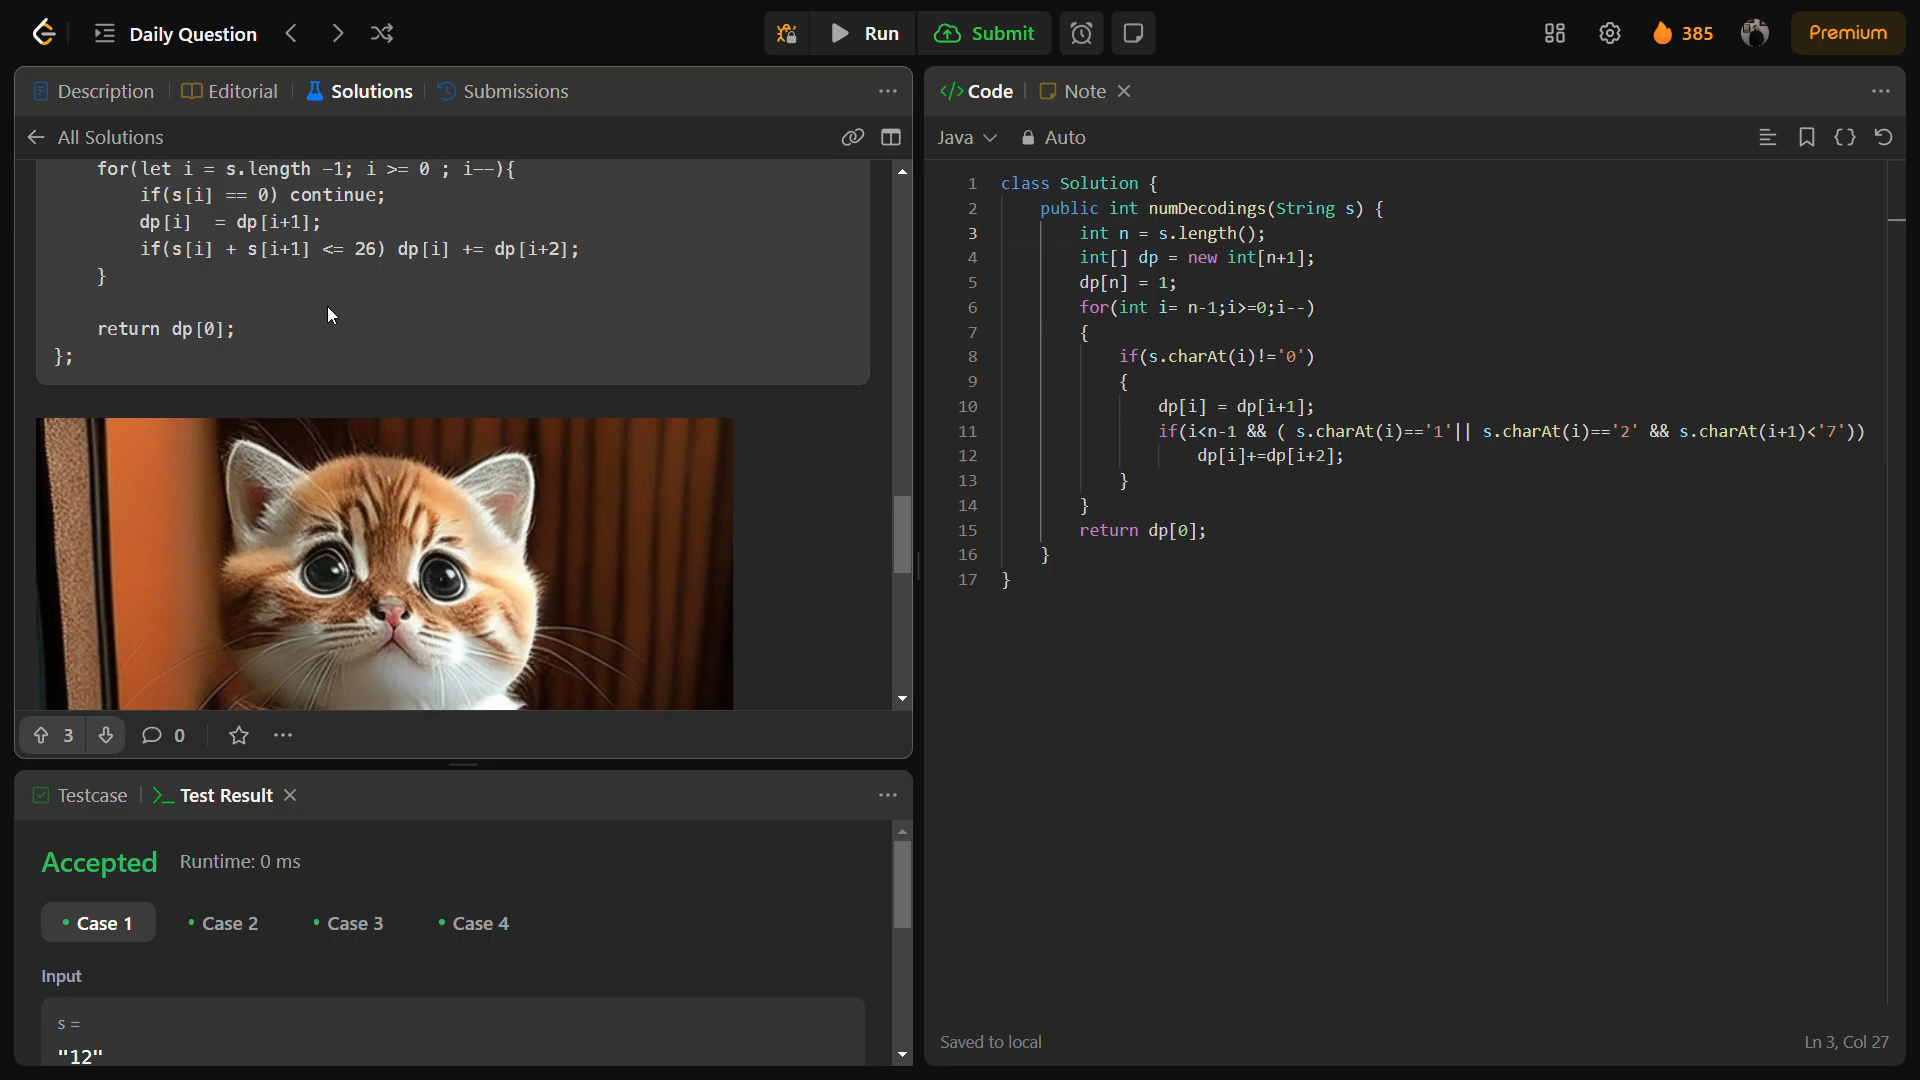 Daily Question
Run
Submit
385
Premium
Description
Editorial
Solutions
Submissions
All Solutions
for(let i = s.length -1; i >= 0 ; i--){
if(s[i] == 0) continue;
dp[i]  = dp[i+1];
if(s[i] + s[i+1] <= 26) dp[i] += dp[i+2];
}
return dp[0];
};
3
0
Testcase
Test Result
Accepted
Runtime: 0 ms
Case 1
Case 2
Case 3
Case 4
Input
s =
"12"
Code
Note
Java
Auto
1 class Solution {
2 public int numDecodings(String s) {
3 int n = s.length();
4 int[] dp = new int[n+1];
5 dp[n] = 1;
6 for(int i= n-1;i>=0;i--)
7 {
8 if(s.charAt(i)!='0')
9 {
10 dp[i] = dp[i+1];
11 if(i<n-1 && ( s.charAt(i)=='1'|| s.charAt(i)=='2' && s.charAt(i+1)<'7'))
12 dp[i]+=dp[i+2];
13 }
14 }
15 return dp[0];
16 }
17 }
Saved to local
Ln 3, Col 27